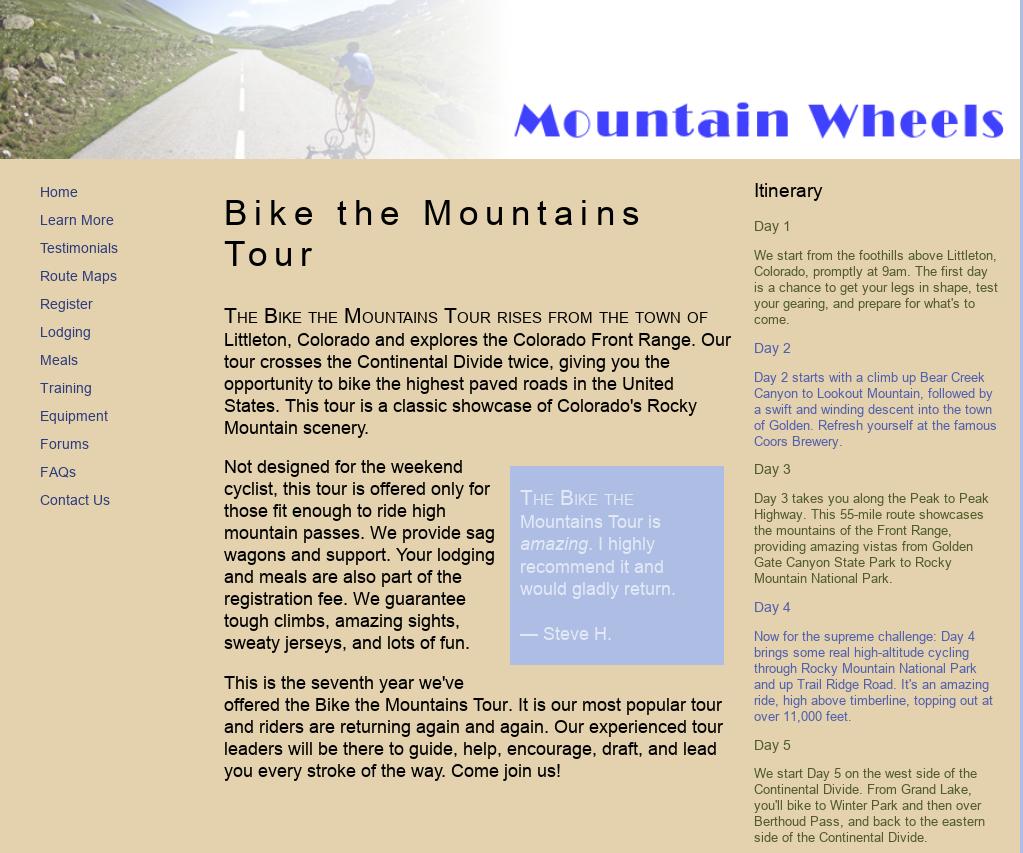 Mountain Wheels
Home
Learn More
Testimonials
Route Maps
Register
Lodging
Meals
Training
Equipment
Forums
FAQs
Contact Us
Bike the Mountains
Tour
The Bike the Mountains Tour rises from the town of
Littleton, Colorado and explores the Colorado Front Range. Our
tour crosses the Continental Divide twice, giving you the
opportunity to bike the highest paved roads in the United
States. This tour is a classic showcase of Colorado's Rocky
Mountain scenery.
Not designed for the weekend
cyclist, this tour is offered only for
those fit enough to ride high
mountain passes. We provide sag
wagons and support. Your lodging
and meals are also part of the
registration fee. We guarantee
tough climbs, amazing sights,
sweaty jerseys, and lots of fun.
The Bike the
Mountains Tour is
amazing. I highly
recommend it and
would gladly return.
— Steve H.
This is the seventh year we've
offered the Bike the Mountains Tour. It is our most popular tour
and riders are returning again and again. Our experienced tour
leaders will be there to guide, help, encourage, draft, and lead
you every stroke of the way. Come join us!
Itinerary
Day 1
We start from the foothills above Littleton,
Colorado, promptly at 9am. The first day
is a chance to get your legs in shape, test
your gearing, and prepare for what's to
come.
Day 2
Day 2 starts with a climb up Bear Creek
Canyon to Lookout Mountain, followed by
a swift and winding descent into the town
of Golden. Refresh yourself at the famous
Coors Brewery.
Day 3
Day 3 takes you along the Peak to Peak
Highway. This 55-mile route showcases
the mountains of the Front Range,
providing amazing vistas from Golden
Gate Canyon State Park to Rocky
Mountain National Park.
Day 4
Now for the supreme challenge: Day 4
brings some real high-altitude cycling
through Rocky Mountain National Park
and up Trail Ridge Road. It's an amazing
ride, high above timberline, topping out at
over 11,000 feet.
Day 5
We start Day 5 on the west side of the
Continental Divide. From Grand Lake,
you'll bike to Winter Park and then over
Berthoud Pass, and back to the eastern
side of the Continental Divide.